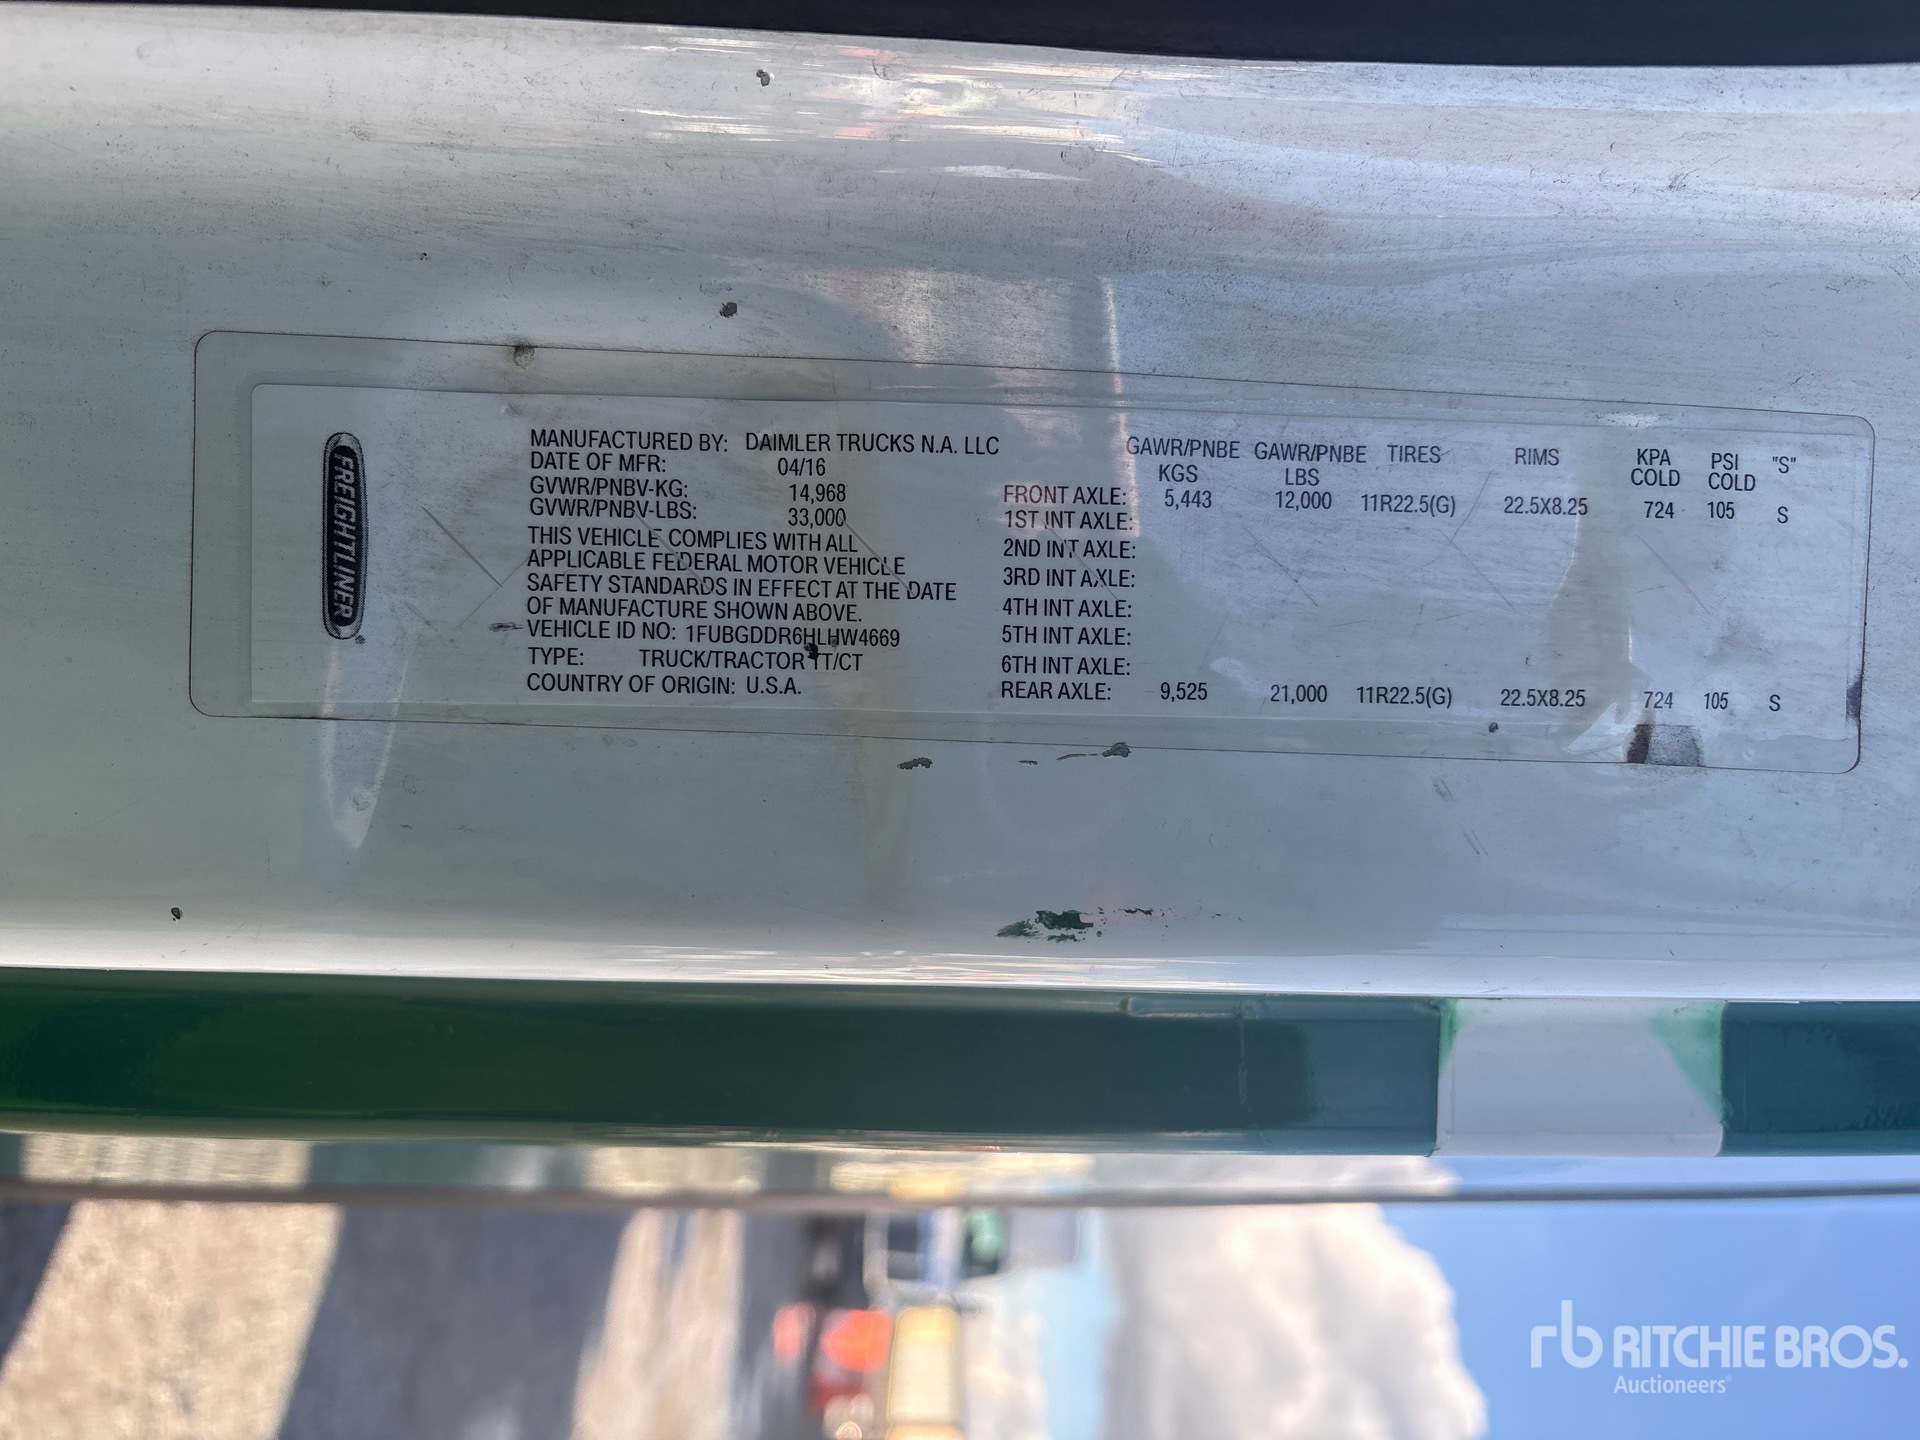 FREIGHTLINER®
MANUFACTURED BY: DAIMLER TRUCKS N.A. LLC
DATE OF MFR: 04/16
GVWR/PNBV-KG: 14,968
GVWR/PNBV-LBS: 33,000
THIS VEHICLE COMPLIES WITH ALL
APPLICABLE FEDERAL MOTOR VEHICLE
SAFETY STANDARDS IN EFFECT AT THE DATE
OF MANUFACTURE SHOWN ABOVE.
VEHICLE ID NO: 1FUBGDDR6HLHW4669
TYPE: TRUCK/TRACTOR TT/CT
COUNTRY OF ORIGIN: U.S.A.
GAWR/PNBE KGS GAWR/PNBE LBS TIRES RIMS KPA COLD PSI COLD "S"
FRONT AXLE: 5,443 12,000 11R22.5(G) 22.5X8.25 724 105 S
1ST INT AXLE:
2ND INT AXLE:
3RD INT AXLE:
4TH INT AXLE:
5TH INT AXLE:
6TH INT AXLE:
REAR AXLE: 9,525 21,000 11R22.5(G) 22.5X8.25 724 105 S
rb RITCHIE BROS.
Auctioneers®